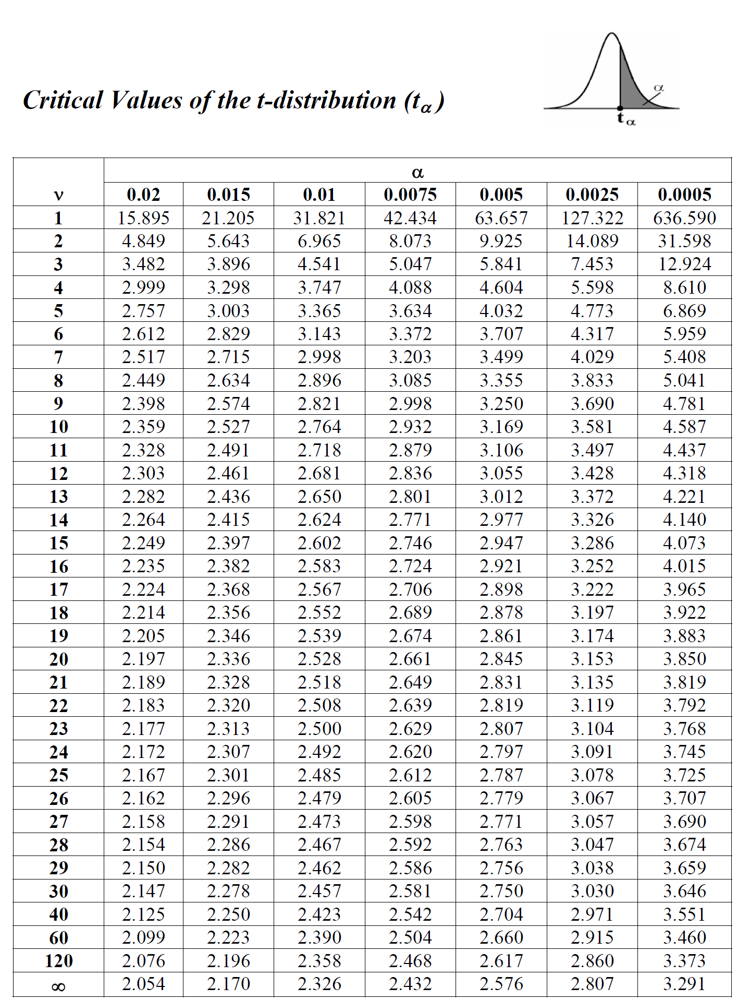 α
Critical Values of the t-distribution (tα)
tα
α
ν 0.02 0.015 0.01 0.0075 0.005 0.0025 0.0005
1 15.895 21.205 31.821 42.434 63.657 127.322 636.590
2 4.849 5.643 6.965 8.073 9.925 14.089 31.598
3 3.482 3.896 4.541 5.047 5.841 7.453 12.924
4 2.999 3.298 3.747 4.088 4.604 5.598 8.610
5 2.757 3.003 3.365 3.634 4.032 4.773 6.869
6 2.612 2.829 3.143 3.372 3.707 4.317 5.959
7 2.517 2.715 2.998 3.203 3.499 4.029 5.408
8 2.449 2.634 2.896 3.085 3.355 3.833 5.041
9 2.398 2.574 2.821 2.998 3.250 3.690 4.781
10 2.359 2.527 2.764 2.932 3.169 3.581 4.587
11 2.328 2.491 2.718 2.879 3.106 3.497 4.437
12 2.303 2.461 2.681 2.836 3.055 3.428 4.318
13 2.282 2.436 2.650 2.801 3.012 3.372 4.221
14 2.264 2.415 2.624 2.771 2.977 3.326 4.140
15 2.249 2.397 2.602 2.746 2.947 3.286 4.073
16 2.235 2.382 2.583 2.724 2.921 3.252 4.015
17 2.224 2.368 2.567 2.706 2.898 3.222 3.965
18 2.214 2.356 2.552 2.689 2.878 3.197 3.922
19 2.205 2.346 2.539 2.674 2.861 3.174 3.883
20 2.197 2.336 2.528 2.661 2.845 3.153 3.850
21 2.189 2.328 2.518 2.649 2.831 3.135 3.819
22 2.183 2.320 2.508 2.639 2.819 3.119 3.792
23 2.177 2.313 2.500 2.629 2.807 3.104 3.768
24 2.172 2.307 2.492 2.620 2.797 3.091 3.745
25 2.167 2.301 2.485 2.612 2.787 3.078 3.725
26 2.162 2.296 2.479 2.605 2.779 3.067 3.707
27 2.158 2.291 2.473 2.598 2.771 3.057 3.690
28 2.154 2.286 2.467 2.592 2.763 3.047 3.674
29 2.150 2.282 2.462 2.586 2.756 3.038 3.659
30 2.147 2.278 2.457 2.581 2.750 3.030 3.646
40 2.125 2.250 2.423 2.542 2.704 2.971 3.551
60 2.099 2.223 2.390 2.504 2.660 2.915 3.460
120 2.076 2.196 2.358 2.468 2.617 2.860 3.373
∞ 2.054 2.170 2.326 2.432 2.576 2.807 3.291